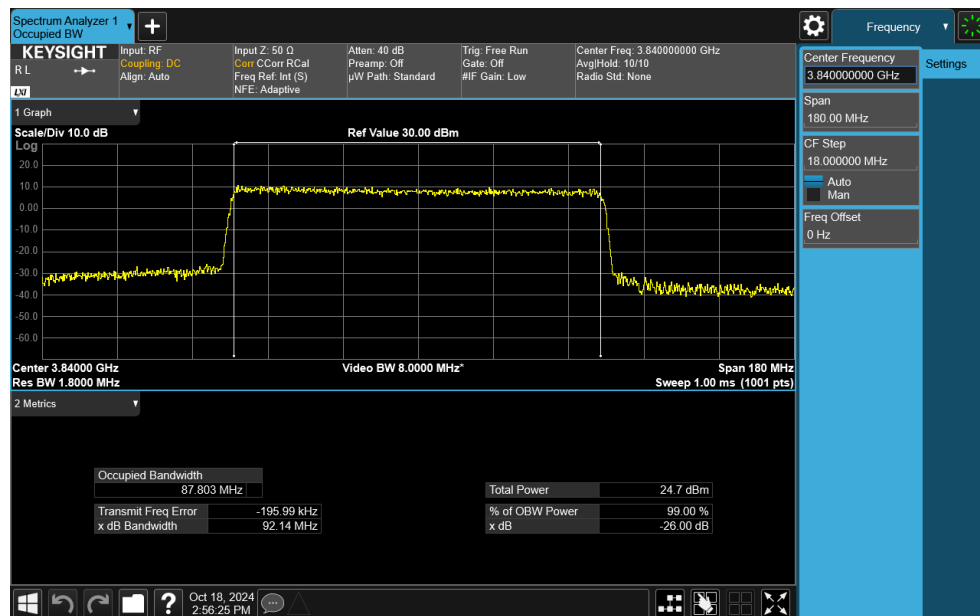 Spectrum Analyzer 1
Occupied BW
Frequency
KEYSIGHT
R L
LXI
Input: RF
Coupling: DC
Align: Auto
Input Z: 50 Ω
Corr CCorr RCal
Freq Ref: Int (S)
NFE: Adaptive
Atten: 40 dB
Preamp: Off
µW Path: Standard
Trig: Free Run
Gate: Off
#IF Gain: Low
Center Freq: 3.840000000 GHz
Avg|Hold: 10/10
Radio Std: None
Center Frequency
3.840000000 GHz
Settings
Span
180.00 MHz
CF Step
18.000000 MHz
Auto
Man
Freq Offset
0 Hz
1 Graph
Scale/Div 10.0 dB
Ref Value 30.00 dBm
Log
20.0
10.0
0.00
-10.0
-20.0
-30.0
-40.0
-50.0
-60.0
Center 3.84000 GHz
Video BW 8.0000 MHz*
Span 180 MHz
Res BW 1.8000 MHz
Sweep 1.00 ms (1001 pts)
2 Metrics
Occupied Bandwidth
87.803 MHz
Transmit Freq Error -195.99 kHz
x dB Bandwidth 92.14 MHz
Total Power 24.7 dBm
% of OBW Power 99.00 %
x dB -26.00 dB
Oct 18, 2024
2:56:25 PM